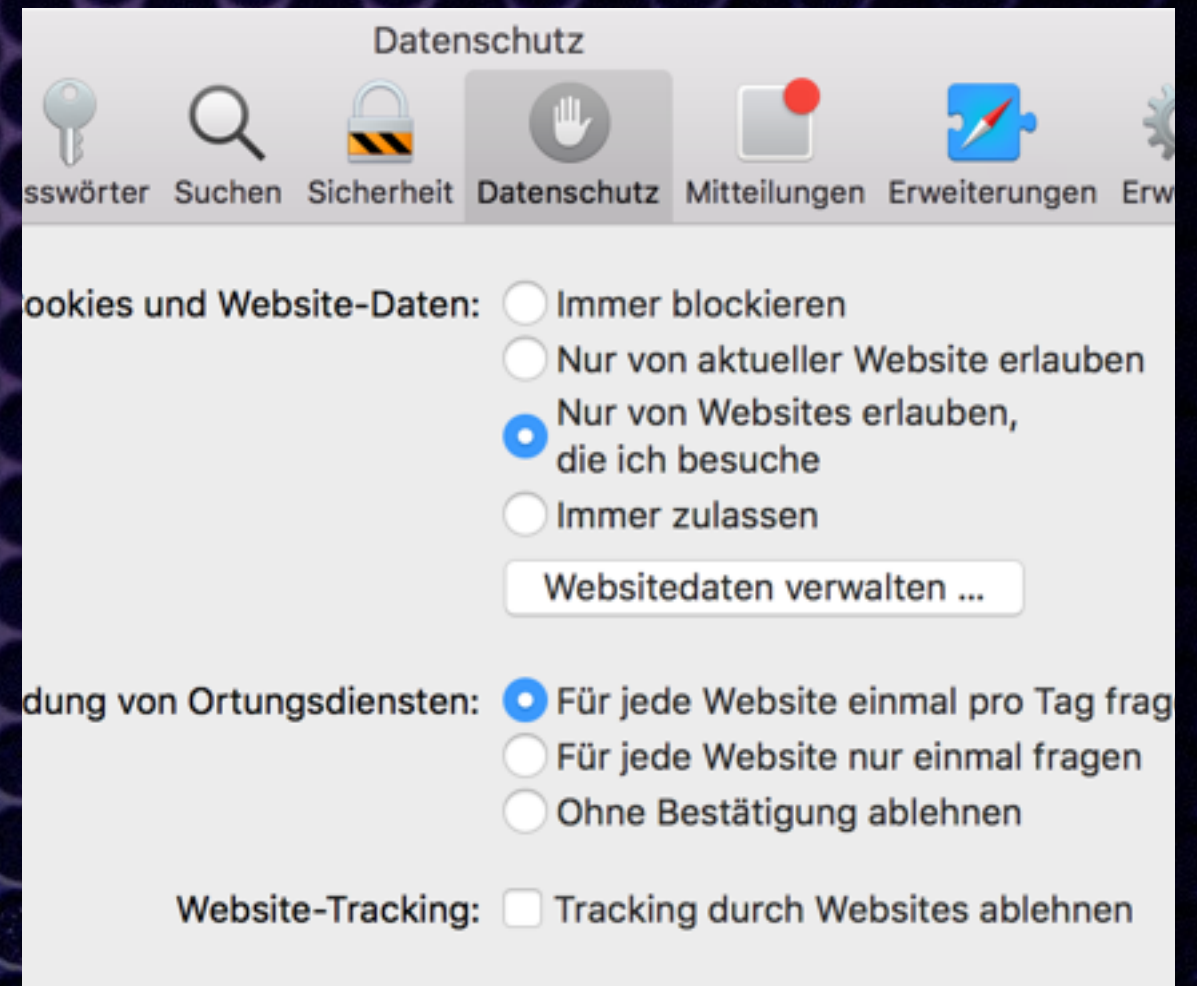 Datenschutz
sswörter Suchen Sicherheit Datenschutz Mitteilungen Erweiterungen Erw
ookies und Website-Daten: Immer blockieren
Nur von aktueller Website erlauben
Nur von Websites erlauben,
die ich besuche
Immer zulassen
Websitedaten verwalten ...
dung von Ortungsdiensten: Für jede Website einmal pro Tag frag
Für jede Website nur einmal fragen
Ohne Bestätigung ablehnen
Website-Tracking: Tracking durch Websites ablehnen